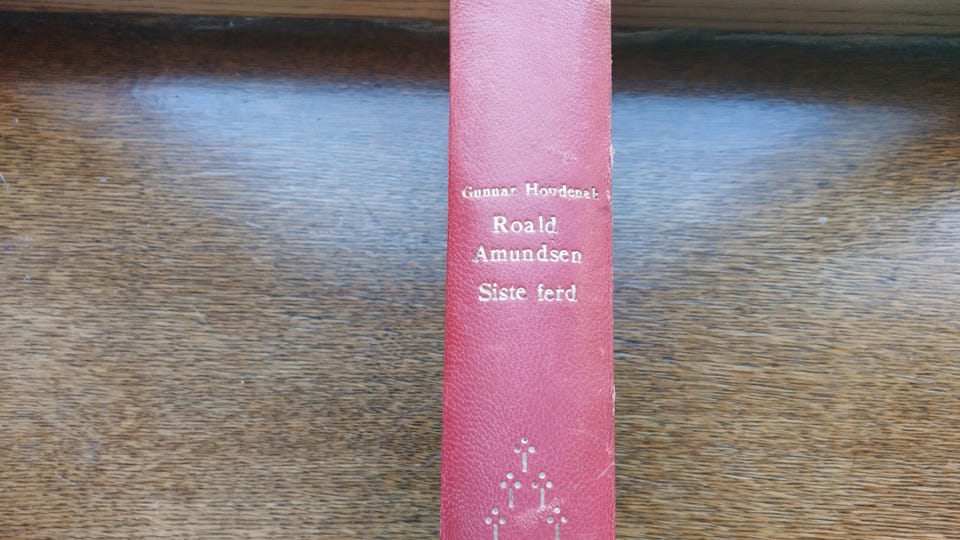 Gunnar Hovdenak
Roald
Amundsen
Siste ferd